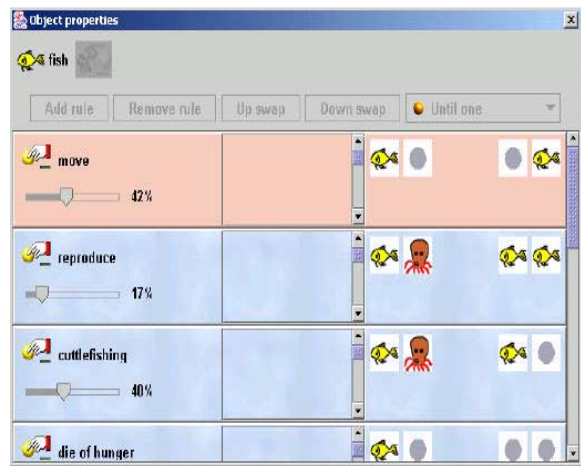 Object properties
fish
Add rule Remove rule Up swap Down swap Until one
move
42%
reproduce
17%
cuttlefishing
40%
die of hunger